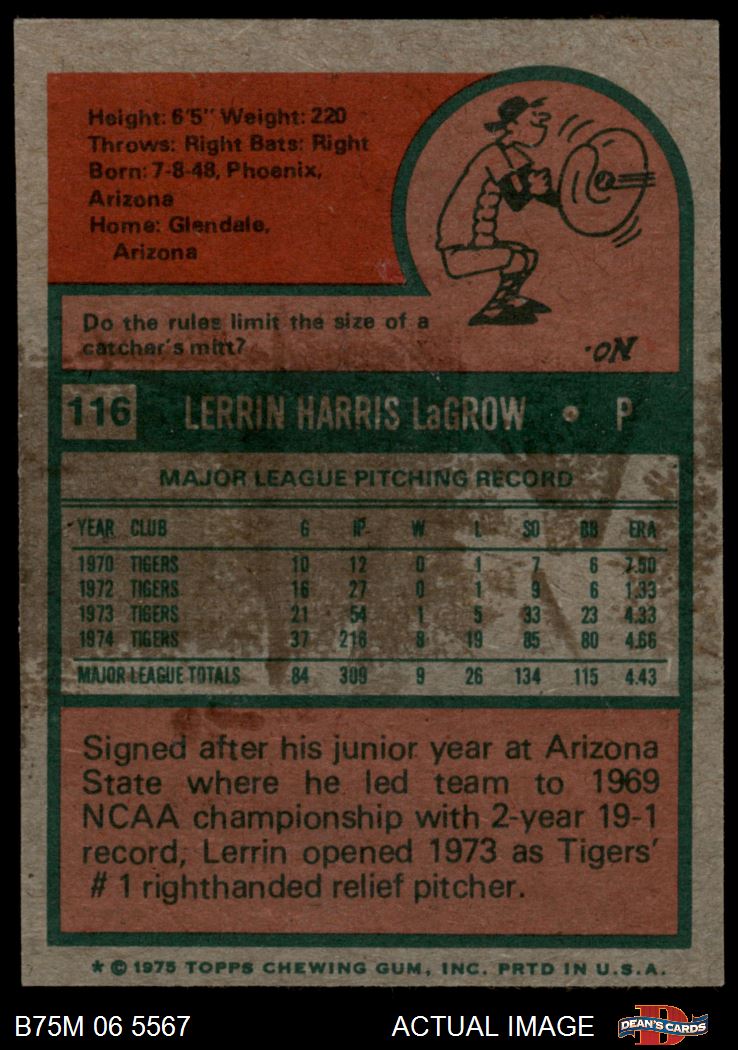 Height: 6'5" Weight: 220
Throws: Right Bats: Right
Born: 7-8-48, Phoenix,
Arizona
Home: Glendale,
Arizona
Do the rules limit the size of a
catcher's mitt?
·ON
116 LERRIN HARRIS LaGROW • P
MAJOR LEAGUE PITCHING RECORD
YEAR CLUB G IP W L SO BB ERA
1970 TIGERS 10 12 0 1 7 6 7.50
1972 TIGERS 16 27 0 1 9 6 1.33
1973 TIGERS 21 54 1 5 33 23 4.33
1974 TIGERS 37 216 8 19 85 80 4.66
MAJOR LEAGUE TOTALS 84 309 9 26 134 115 4.43
Signed after his junior year at Arizona
State where he led team to 1969
NCAA championship with 2-year 19-1
record, Lerrin opened 1973 as Tigers'
# 1 righthanded relief pitcher.
* © 1975 TOPPS CHEWING GUM, INC. PRTD IN U.S.A.
B75M 06 5567 ACTUAL IMAGE D DEAN'S CARDS